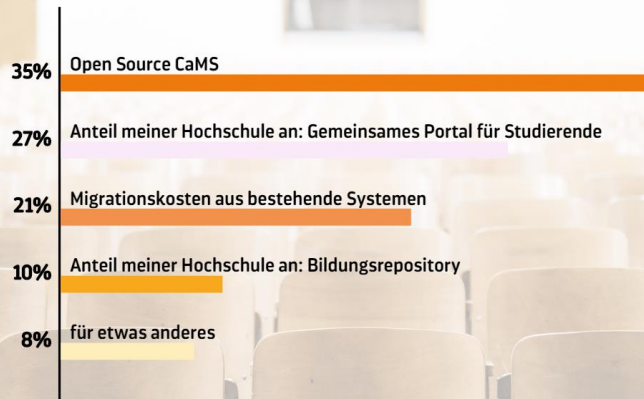 35% Open Source CaMS
27% Anteil meiner Hochschule an: Gemeinsames Portal für Studierende
21% Migrationskosten aus bestehende Systemen
10% Anteil meiner Hochschule an: Bildungsrepository
8% für etwas anderes